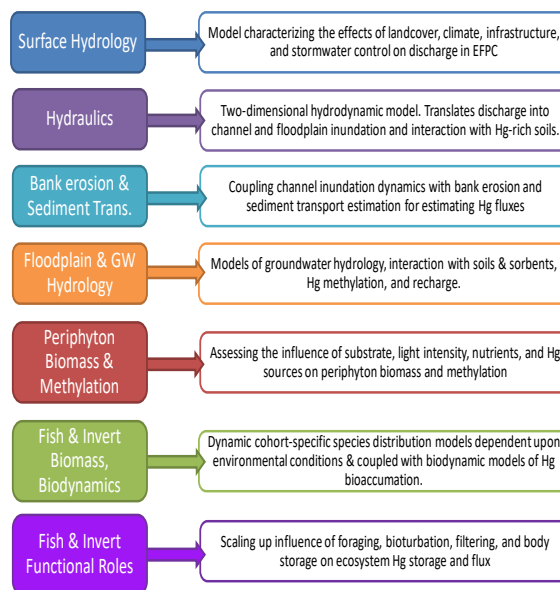 Surface Hydrology
Model characterizing the effects of landcover, climate, infrastructure,
and stormwater control on discharge in EFPC
Hydraulics
Two-dimensional hydrodynamic model. Translates discharge into
channel and floodplain inundation and interaction with Hg-rich soils.
Bank erosion &
Sediment Trans.
Coupling channel inundation dynamics with bank erosion and
sediment transport estimation for estimating Hg fluxes
Floodplain & GW
Hydrology
Models of groundwater hydrology, interaction with soils & sorbents,
Hg methylation, and recharge.
Periphyton
Biomass &
Methylation
Assessing the influence of substrate, light intensity, nutrients, and Hg
sources on periphyton biomass and methylation
Fish & Invert
Biomass,
Biodynamics
Dynamic cohort-specific species distribution models dependent upon
environmental conditions & coupled with biodynamic models of Hg
bioaccumation.
Fish & Invert
Functional Roles
Scaling up influence of foraging, bioturbation, filtering, and body
storage on ecosystem Hg storage and flux